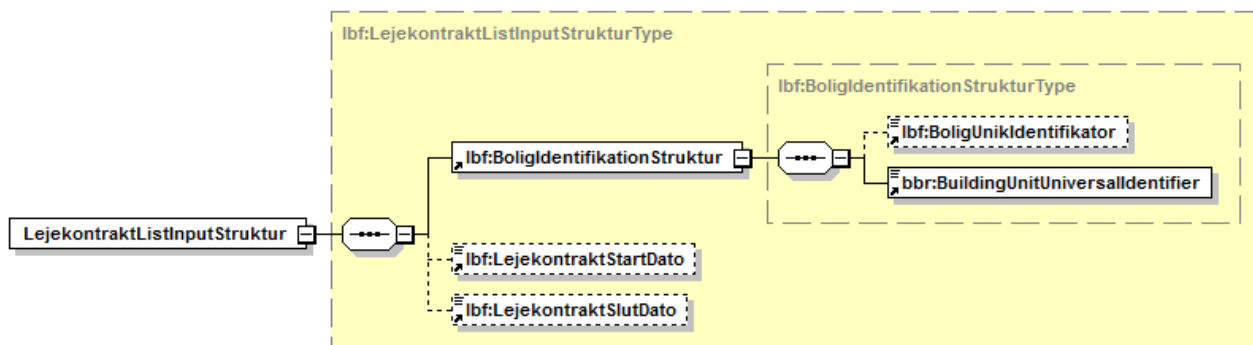 lbf:LejekontraktListInputStrukturType
lbf:BoligIdentifikationStrukturType
lbf:BoligUnikIdentifikator
lbf:BoligIdentifikationStruktur
bbr:BuildingUnitUniversalIdentifier
LejekontraktListInputStruktur
lbf:LejekontraktStartDato
lbf:LejekontraktSlutDato